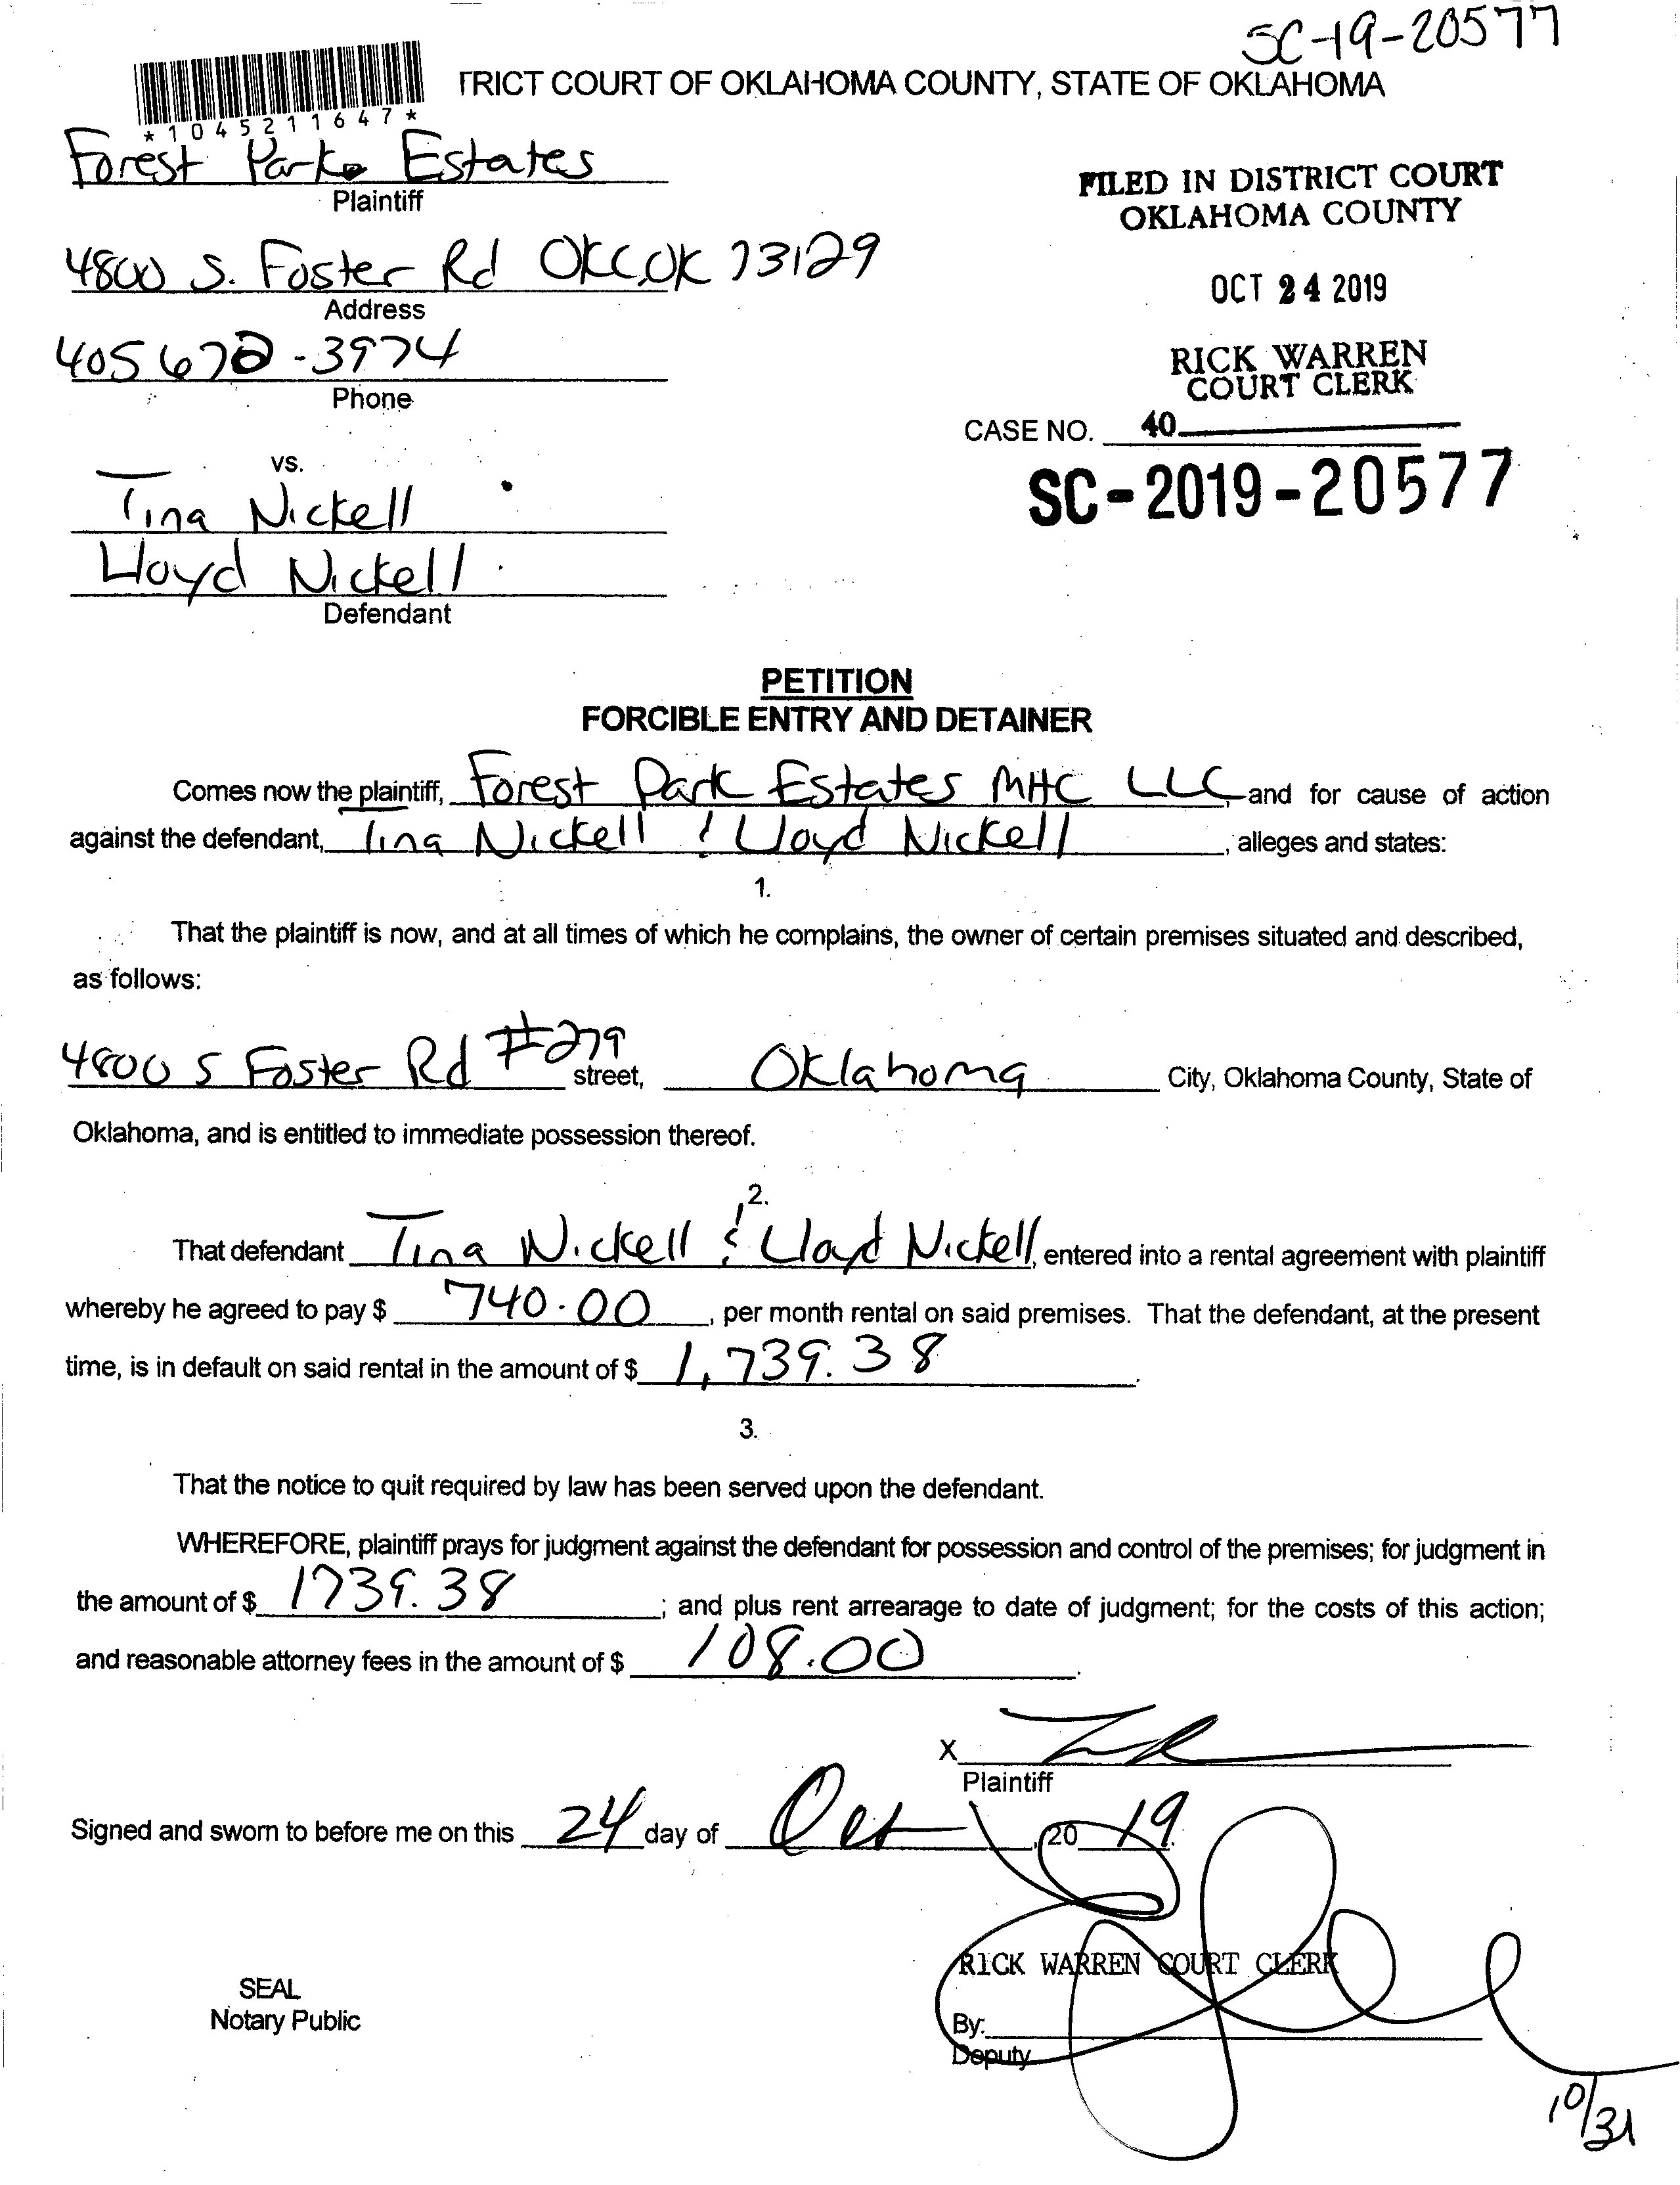 SC-19-20577
TRICT COURT OF OKLAHOMA COUNTY, STATE OF OKLAHOMA
*1045211647*
Forest Park Estates
Plaintiff
FILED IN DISTRICT COURT
OKLAHOMA COUNTY
4800 S. Foster Rd OKC, OK 73129
Address
OCT 24 2019
405 672-3974
Phone
RICK WARREN
COURT CLERK
CASE NO. 40
SC-2019-20577
vs.
Tina Nickell
Lloyd Nickell
Defendant
PETITION
FORCIBLE ENTRY AND DETAINER
Comes now the plaintiff, Forest Park Estates MHC LLC, and for cause of action
against the defendant, Tina Nickell & Lloyd Nickell, alleges and states:
1.
That the plaintiff is now, and at all times of which he complains, the owner of certain premises situated and described,
as follows:
4800 S Foster Rd #279 street, Oklahoma City, Oklahoma County, State of
Oklahoma, and is entitled to immediate possession thereof.
2.
That defendant Tina Nickell & Lloyd Nickell, entered into a rental agreement with plaintiff
whereby he agreed to pay $ 740.00, per month rental on said premises. That the defendant, at the present
time, is in default on said rental in the amount of $ 1,739.38.
3.
That the notice to quit required by law has been served upon the defendant.
WHEREFORE, plaintiff prays for judgment against the defendant for possession and control of the premises; for judgment in
the amount of $ 1739.38; and plus rent arrearage to date of judgment; for the costs of this action;
and reasonable attorney fees in the amount of $ 108.00.
X
Plaintiff
Signed and sworn to before me on this 24 day of Oct, 20 19.
RICK WARREN COURT CLERK
SEAL
Notary Public
By:
Deputy
10/31